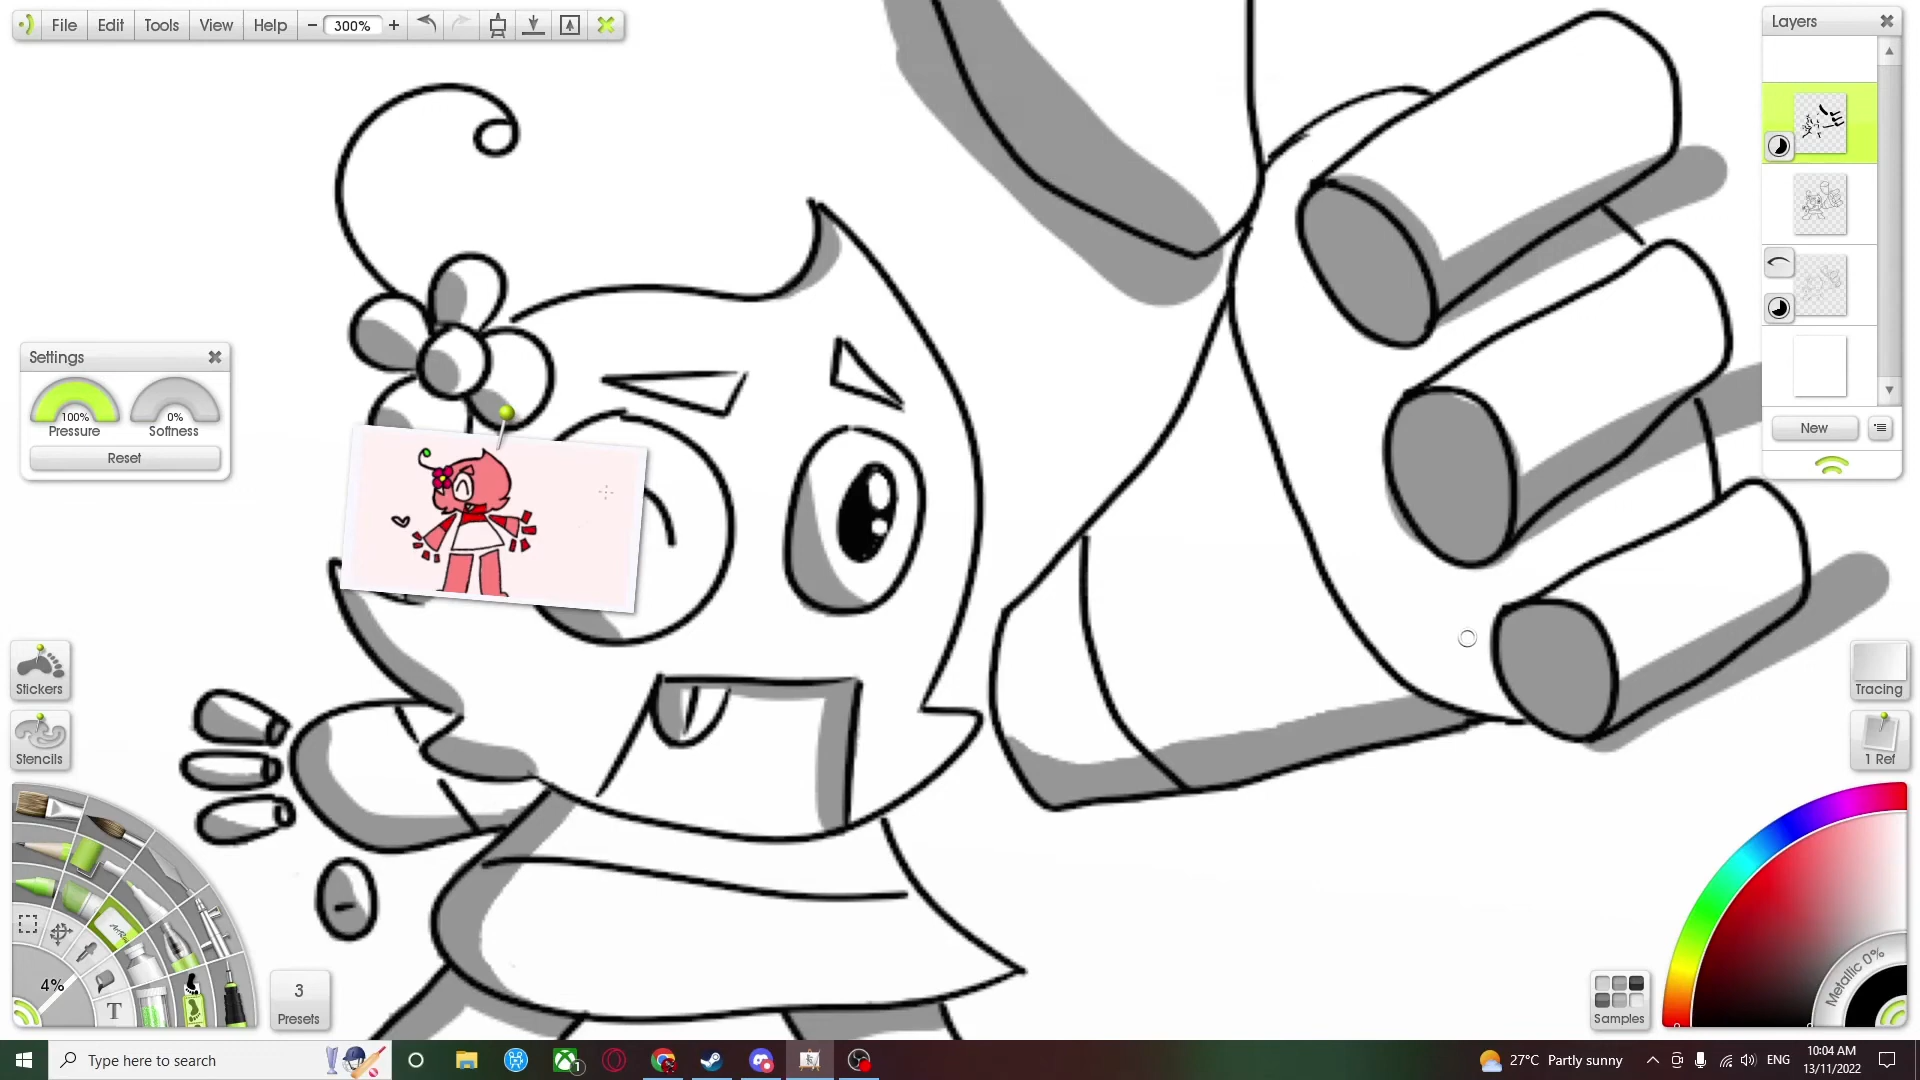 File Edit Tools View Help − 300% +
Layers
Settings
100%
Pressure
0%
Softness
Reset
New
Stickers
Stencils
Tracing
1 Ref
4%
T
3
Presets
Metallic 0%
Samples
Type here to search
1
27°C Partly sunny
ENG
10:04 AM
13/11/2022